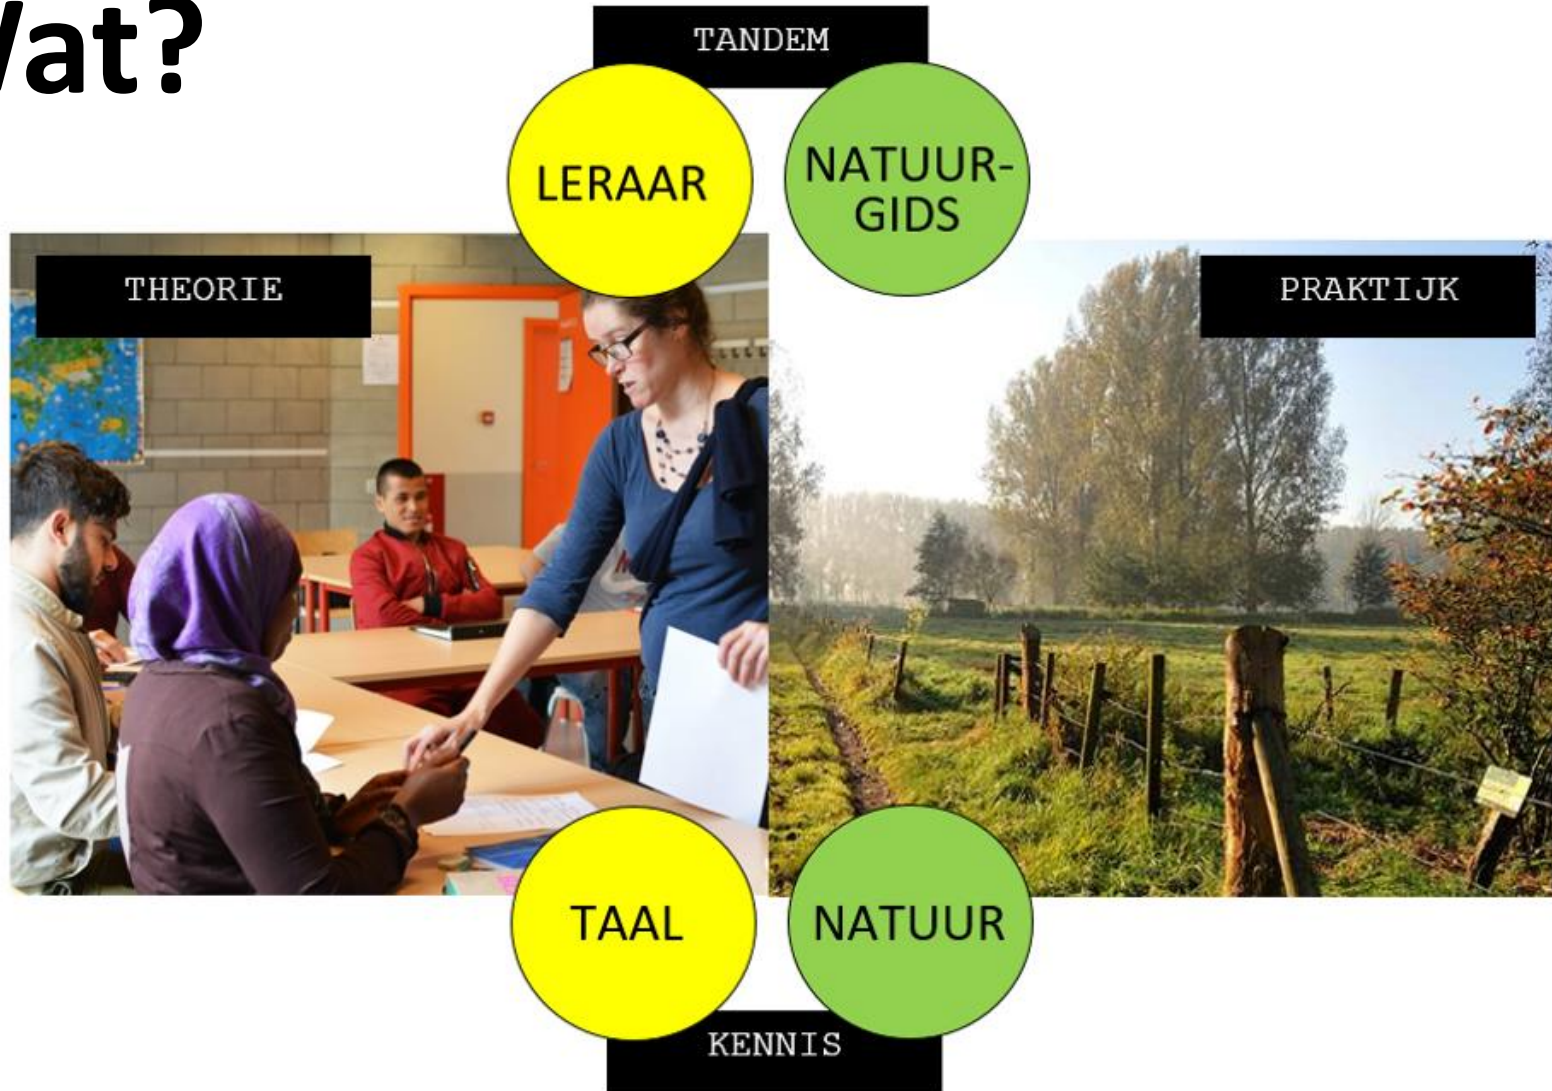 Wat?
TANDEM
LERAAR
NATUUR-
GIDS
THEORIE
PRAKTIJK
TAAL
NATUUR
KENNIS